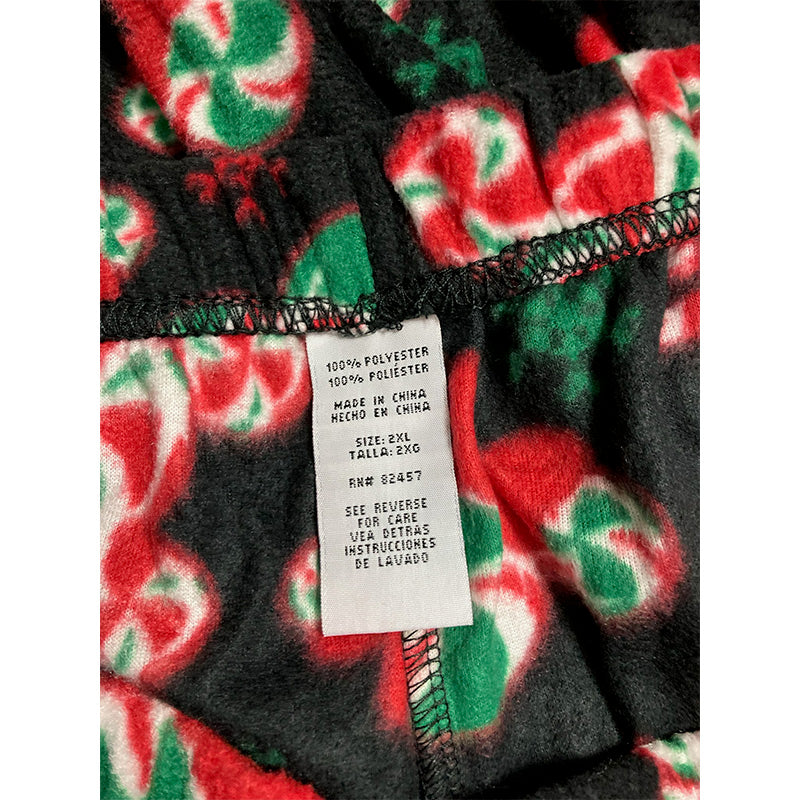 100% POLYESTER
100% POLIÉSTER
MADE IN CHINA
HECHO EN CHINA
SIZE: 2XL
TALLA: 2XG
RN# 82457
SEE REVERSE
FOR CARE
VEA DETRAS
INSTRUCCIONES
DE LAVADO